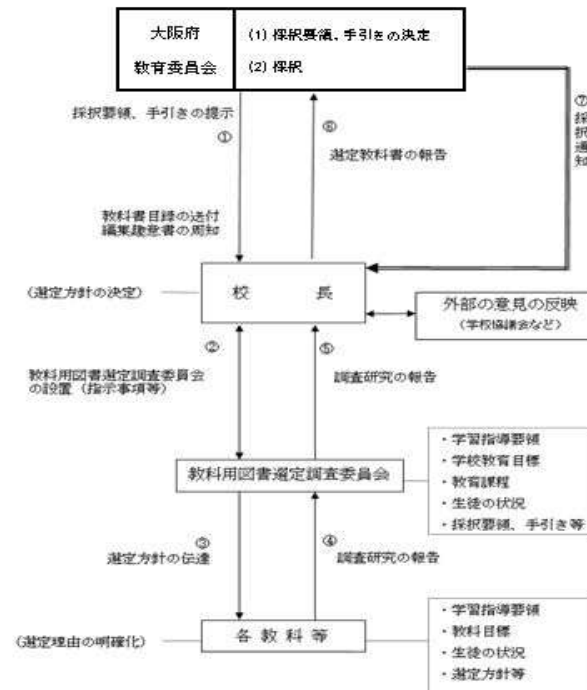 大阪府
教育委員会
(1) 採択要領、手引きの決定
(2) 採択
採択要領、手引きの提示
①
⑥
選定教科書の報告
⑦
採択通知
教科書目録の送付
編集趣意書の周知
(選定方針の決定)
校 長
外部の意見の反映
(学校協議会など)
②
⑤
教科用図書選定調査委員会
の設置(指示事項等)
調査研究の報告
教科用図書選定調査委員会
・学習指導要領
・学校教育目標
・教育課程
・生徒の状況
・採択要領、手引き等
③
④
選定方針の伝達
調査研究の報告
(選定理由の明確化)
各教科等
・学習指導要領
・教科目標
・生徒の状況
・選定方針等